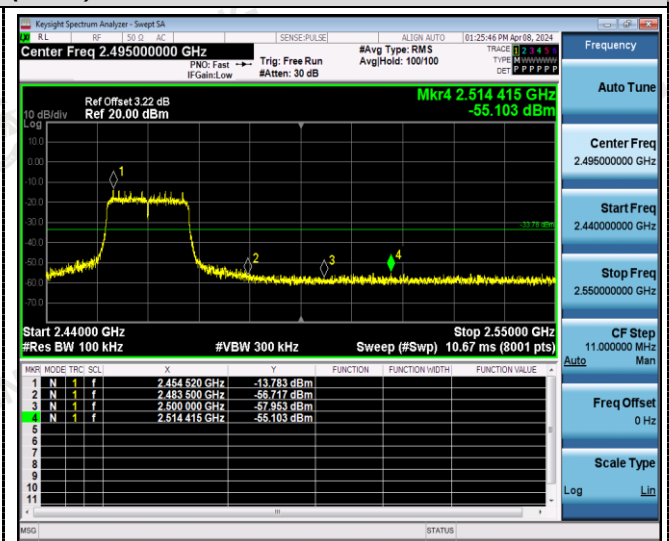 Keysight Spectrum Analyzer - Swept SA
RL RF 50 Ω AC SENSE:PULSE ALIGN AUTO 01:25:46 PM Apr 08, 2024
Center Freq 2.495000000 GHz
PNO: Fast Trig: Free Run
IFGain:Low #Atten: 30 dB
#Avg Type: RMS
Avg|Hold: 100/100
TRACE 1 2 3 4 5 6
TYPE M WWWWW
DET P P P P P P
Mkr4 2.514 415 GHz
-55.103 dBm
Ref Offset 3.22 dB
10 dB/div Ref 20.00 dBm
Log
10.0
0.00
-10.0
-20.0
-30.0
-40.0
-50.0
-60.0
-70.0
1
2
3
4
-33.78 dBm
Start 2.44000 GHz Stop 2.55000 GHz
#Res BW 100 kHz #VBW 300 kHz Sweep (#Swp) 10.67 ms (8001 pts)
MKR MODE TRC SCL X Y FUNCTION FUNCTION WIDTH FUNCTION VALUE
1 N 1 f 2.454 520 GHz -13.783 dBm
2 N 1 f 2.483 500 GHz -56.717 dBm
3 N 1 f 2.500 000 GHz -57.953 dBm
4 N 1 f 2.514 415 GHz -55.103 dBm
5
6
7
8
9
10
11
MSG STATUS
Frequency
Auto Tune
Center Freq
2.495000000 GHz
Start Freq
2.440000000 GHz
Stop Freq
2.550000000 GHz
CF Step
11.000000 MHz
Auto Man
Freq Offset
0 Hz
Scale Type
Log Lin